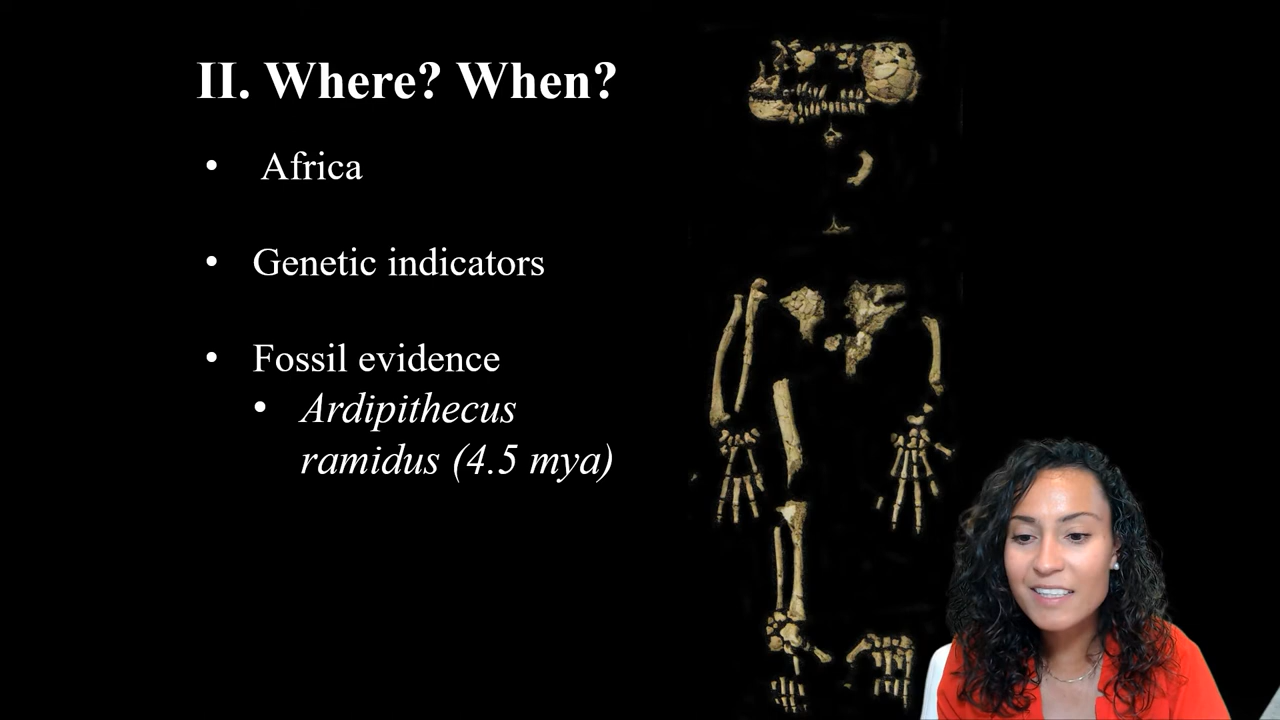 II. Where? When?
• Africa
• Genetic indicators
• Fossil evidence
• Ardipithecus
ramidus (4.5 mya)